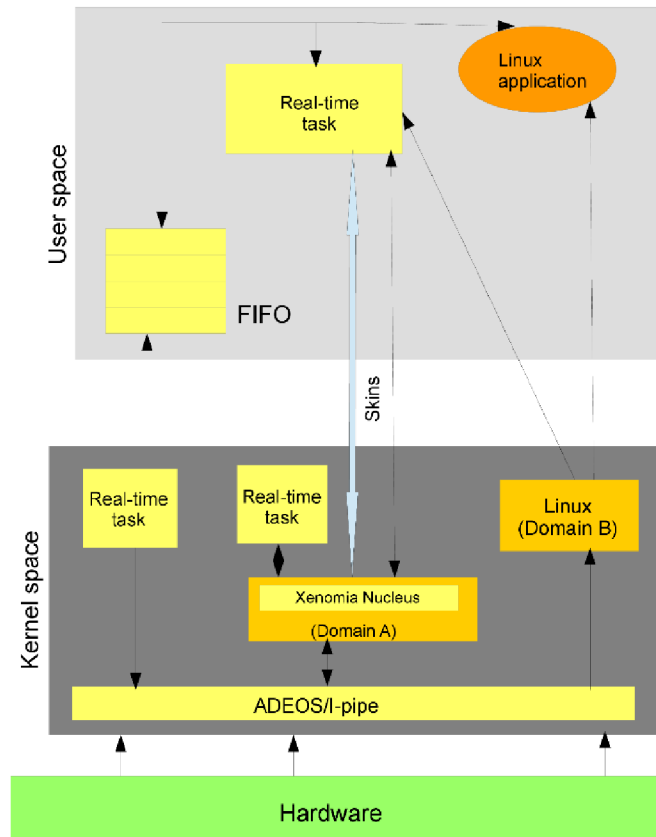 Linux
application
Real-time
task
User space
FIFO
Skins
Kernel space
Real-time
task
Real-time
task
Linux
(Domain B)
Xenomia Nucleus
(Domain A)
ADEOS/I-pipe
Hardware